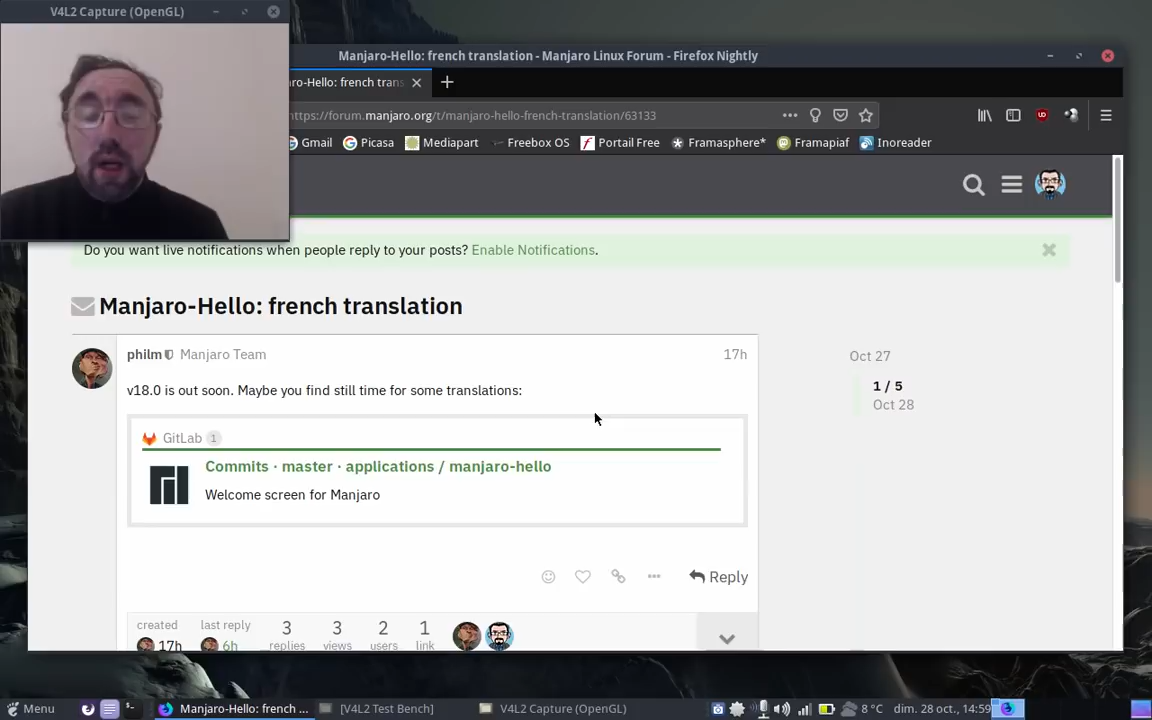 V4L2 Capture (OpenGL)
Manjaro-Hello: french translation - Manjaro Linux Forum - Firefox Nightly
ro-Hello: french trans
https://forum.manjaro.org/t/manjaro-hello-french-translation/63133
Gmail Picasa Mediapart Freebox OS Portail Free Framasphere* Framapiaf Inoreader
Do you want live notifications when people reply to your posts? Enable Notifications.
Manjaro-Hello: french translation
philm Manjaro Team 17h
v18.0 is out soon. Maybe you find still time for some translations:
GitLab 1
Commits · master · applications / manjaro-hello
Welcome screen for Manjaro
Reply
created last reply 3 3 2 1
17h 6h replies views users link
Oct 27
1 / 5
Oct 28
Menu Manjaro-Hello: french ... [V4L2 Test Bench] V4L2 Capture (OpenGL) 8 °C dim. 28 oct., 14:59